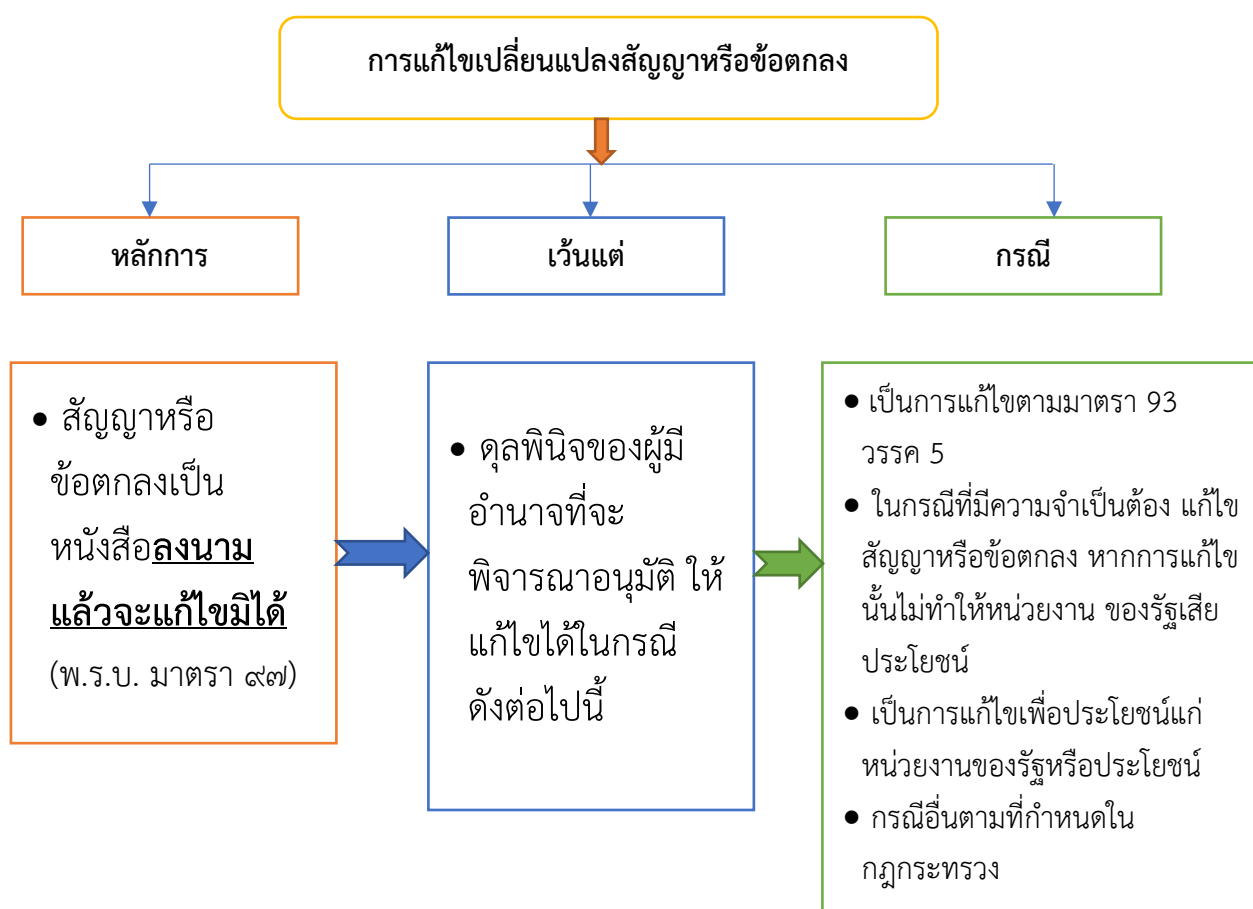 การแก้ไขเปลี่ยนแปลงสัญญาหรือข้อตกลง
หลักการ
เว้นแต่
กรณี
• สัญญาหรือ
ข้อตกลงเป็น
หนังสือลงนาม
แล้วจะแก้ไขมิได้
(พ.ร.บ. มาตรา ๙๗)
• ดุลพินิจของผู้มี
อำนาจที่จะ
พิจารณาอนุมัติ ให้
แก้ไขได้ในกรณี
ดังต่อไปนี้
• เป็นการแก้ไขตามมาตรา 93
วรรค 5
• ในกรณีที่มีความจำเป็นต้อง แก้ไข
สัญญาหรือข้อตกลง หากการแก้ไข
นั้นไม่ทำให้หน่วยงาน ของรัฐเสีย
ประโยชน์
• เป็นการแก้ไขเพื่อประโยชน์แก่
หน่วยงานของรัฐหรือประโยชน์
• กรณีอื่นตามที่กำหนดใน
กฎกระทรวง